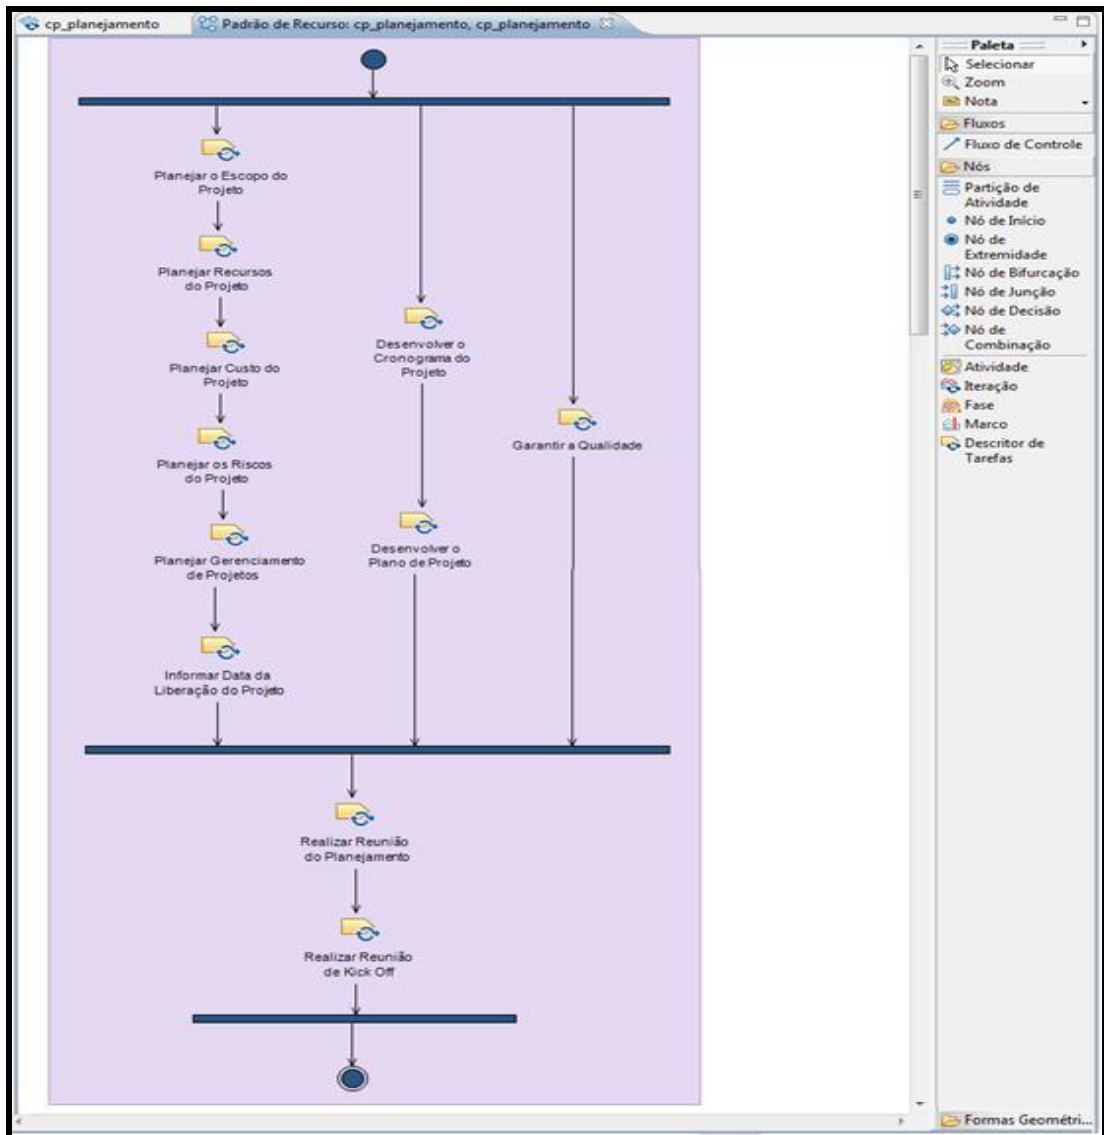 cp_planejamento
Padrão de Recurso: cp_planejamento, cp_planejamento
Planejar o Escopo do
Projeto
Planejar Recursos
do Projeto
Planejar Custo do
Projeto
Planejar os Riscos
do Projeto
Planejar Gerenciamento
de Projetos
Informar Data da
Liberação do Projeto
Desenvolver o
Cronograma do
Projeto
Desenvolver o
Plano de Projeto
Garantir a Qualidade
Realizar Reunião
do Planejamento
Realizar Reunião
de Kick Off
Paleta
Selecionar
Zoom
Nota
Fluxos
Fluxo de Controle
Nós
Partição de
Atividade
Nó de Início
Nó de
Extremidade
Nó de Bifurcação
Nó de Junção
Nó de Decisão
Nó de
Combinação
Atividade
Iteração
Fase
Marco
Descritor de
Tarefas
Formas Geométri...